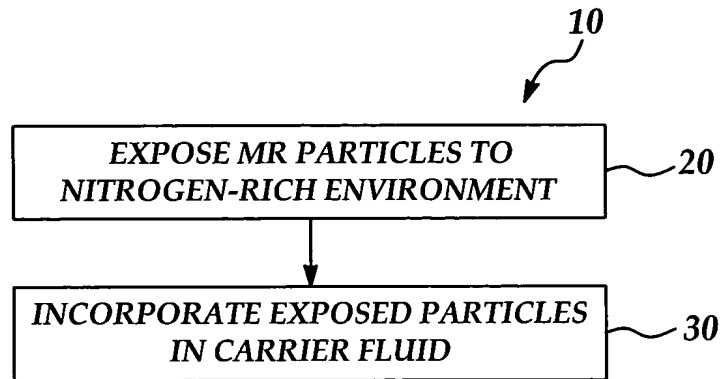 10
EXPOSE MR PARTICLES TO
NITROGEN-RICH ENVIRONMENT
20
INCORPORATE EXPOSED PARTICLES
IN CARRIER FLUID
30